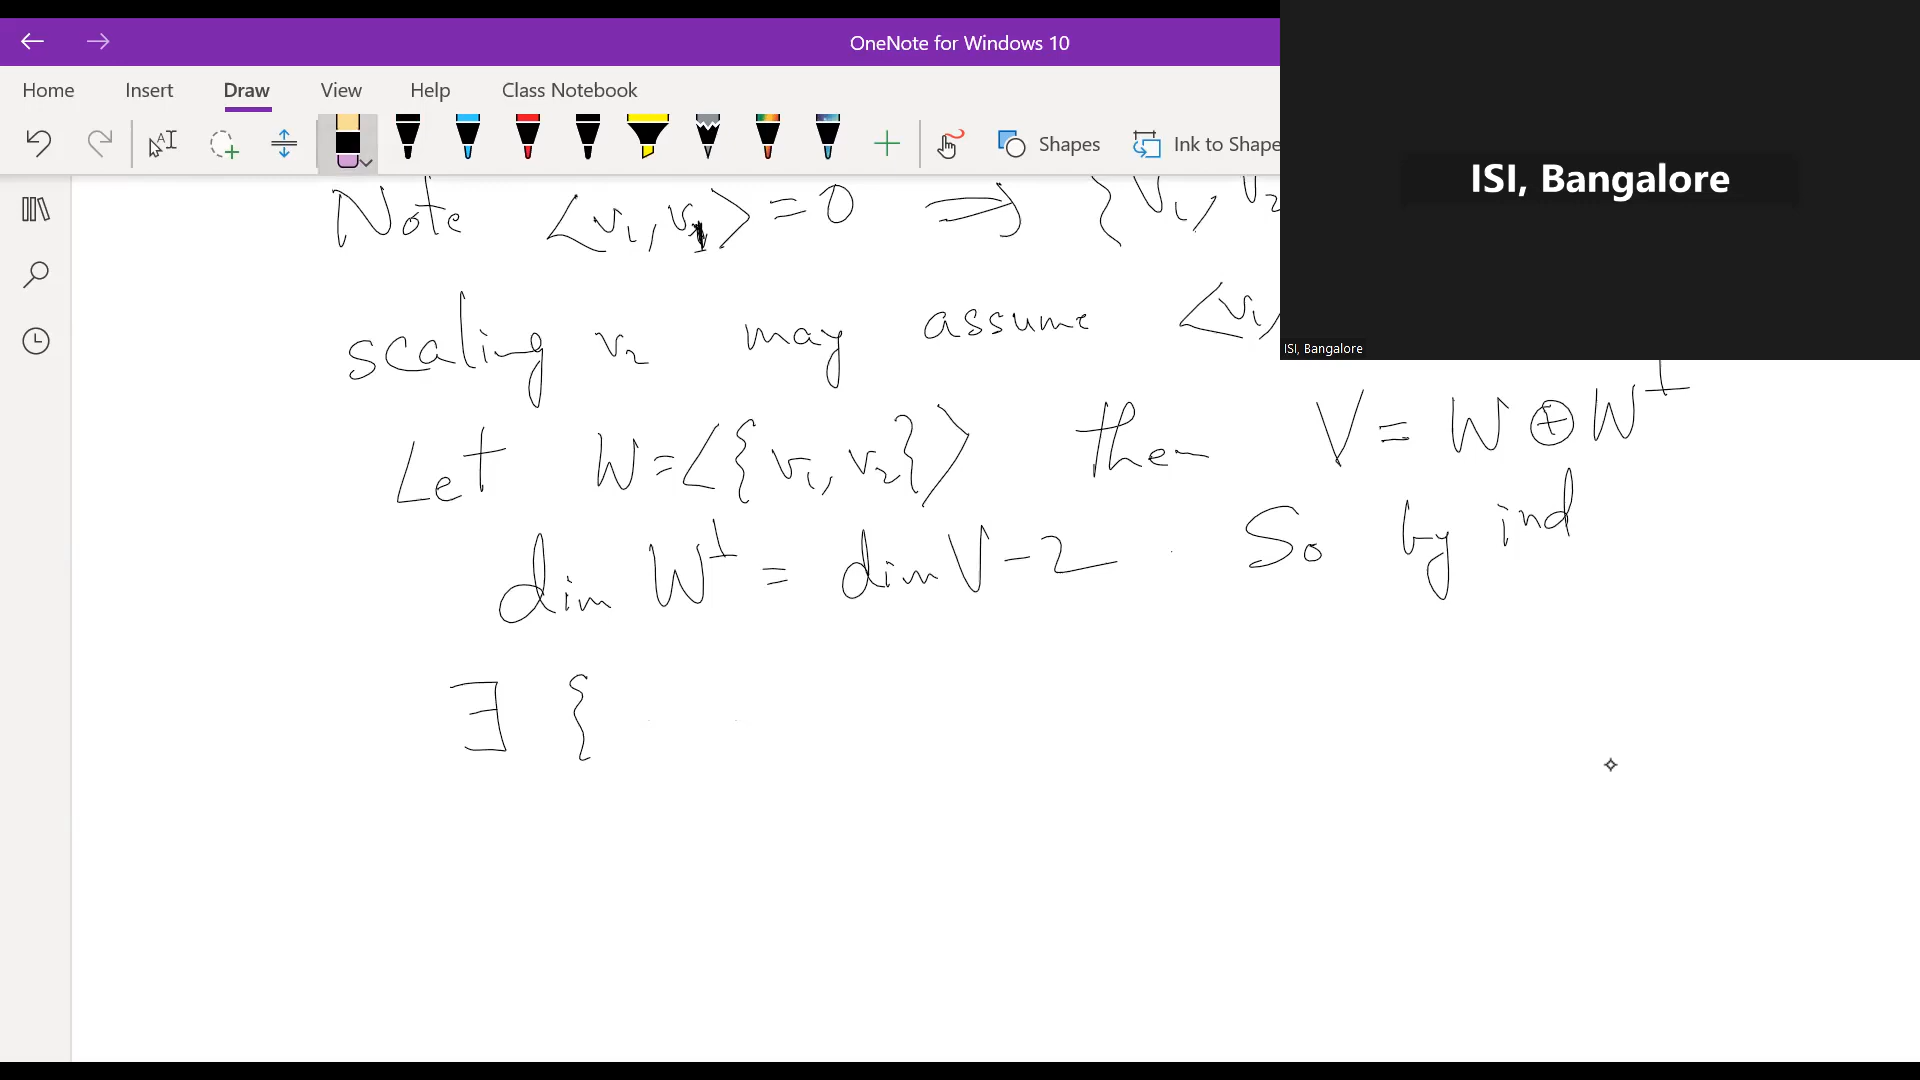 OneNote for Windows 10
Home Insert Draw View Help Class Notebook
Shapes Ink to Shape
ISI, Bangalore
ISI, Bangalore
Note <v₁, v₁> = 0 ⟹ {v₁, v₂
scaling v₂ may assume <v₁,
Let W = <{v₁, v₂}> then V = W ⊕ W^⊥
dim W^⊥ = dim V - 2 . So by ind
∃ {